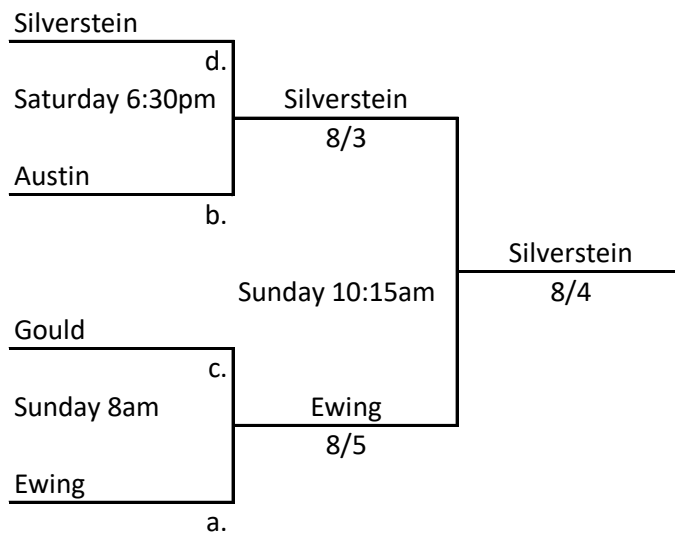 Silverstein
d.
Saturday 6:30pm
Silverstein
8/3
Austin
b.
Silverstein
Sunday 10:15am
8/4
Gould
c.
Sunday 8am
Ewing
8/5
Ewing
a.